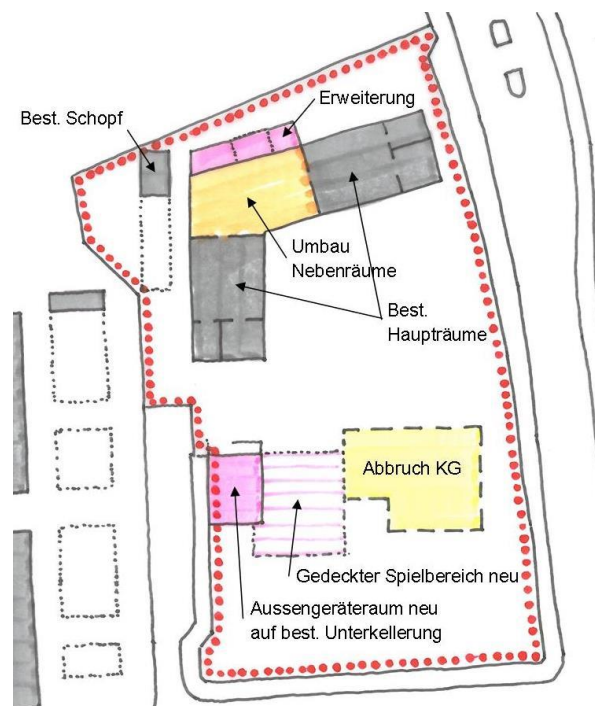 Erweiterung
Best. Schopf
Umbau
Nebenräume
Best.
Haupträume
Abbruch KG
Gedeckter Spielbereich neu
Aussengeräteraum neu
auf best. Unterkellerung